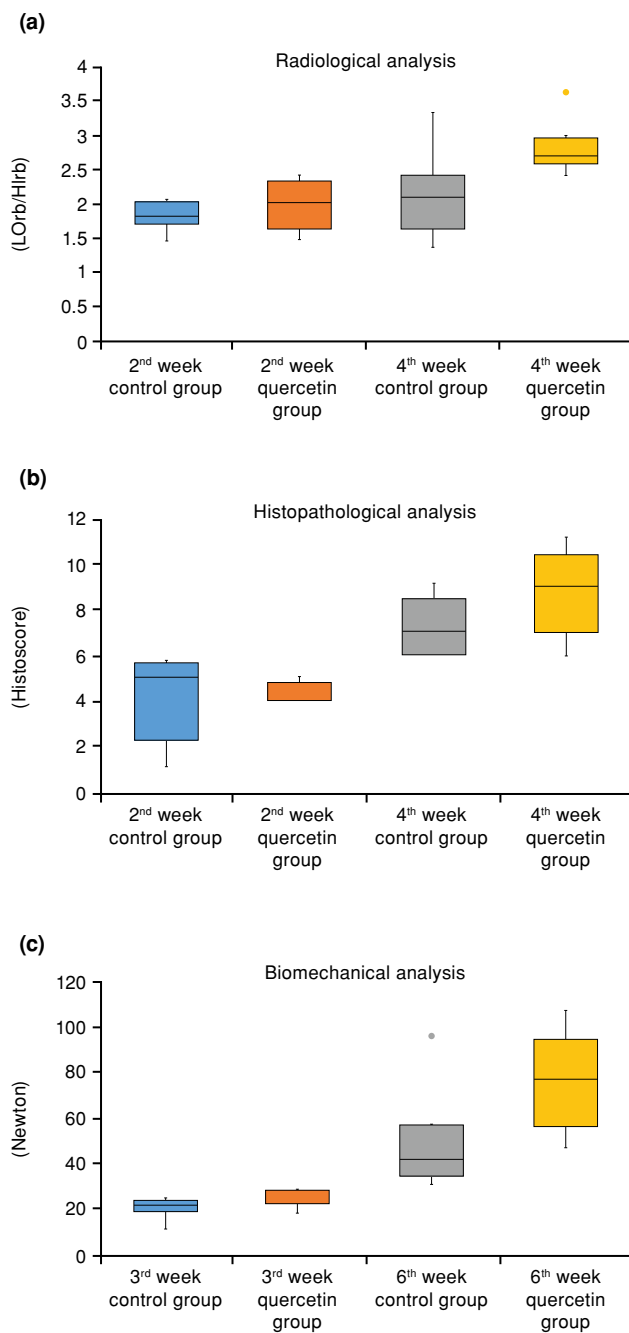 (a)
Radiological analysis
(LOrb/HIrb)
4
3.5
3
2.5
2
1.5
1
0.5
0
2nd week control group
2nd week quercetin group
4th week control group
4th week quercetin group
(b)
Histopathological analysis
(Histoscore)
12
10
8
6
4
2
0
2nd week control group
2nd week quercetin group
4th week control group
4th week quercetin group
(c)
Biomechanical analysis
(Newton)
120
100
80
60
40
20
0
3rd week control group
3rd week quercetin group
6th week control group
6th week quercetin group